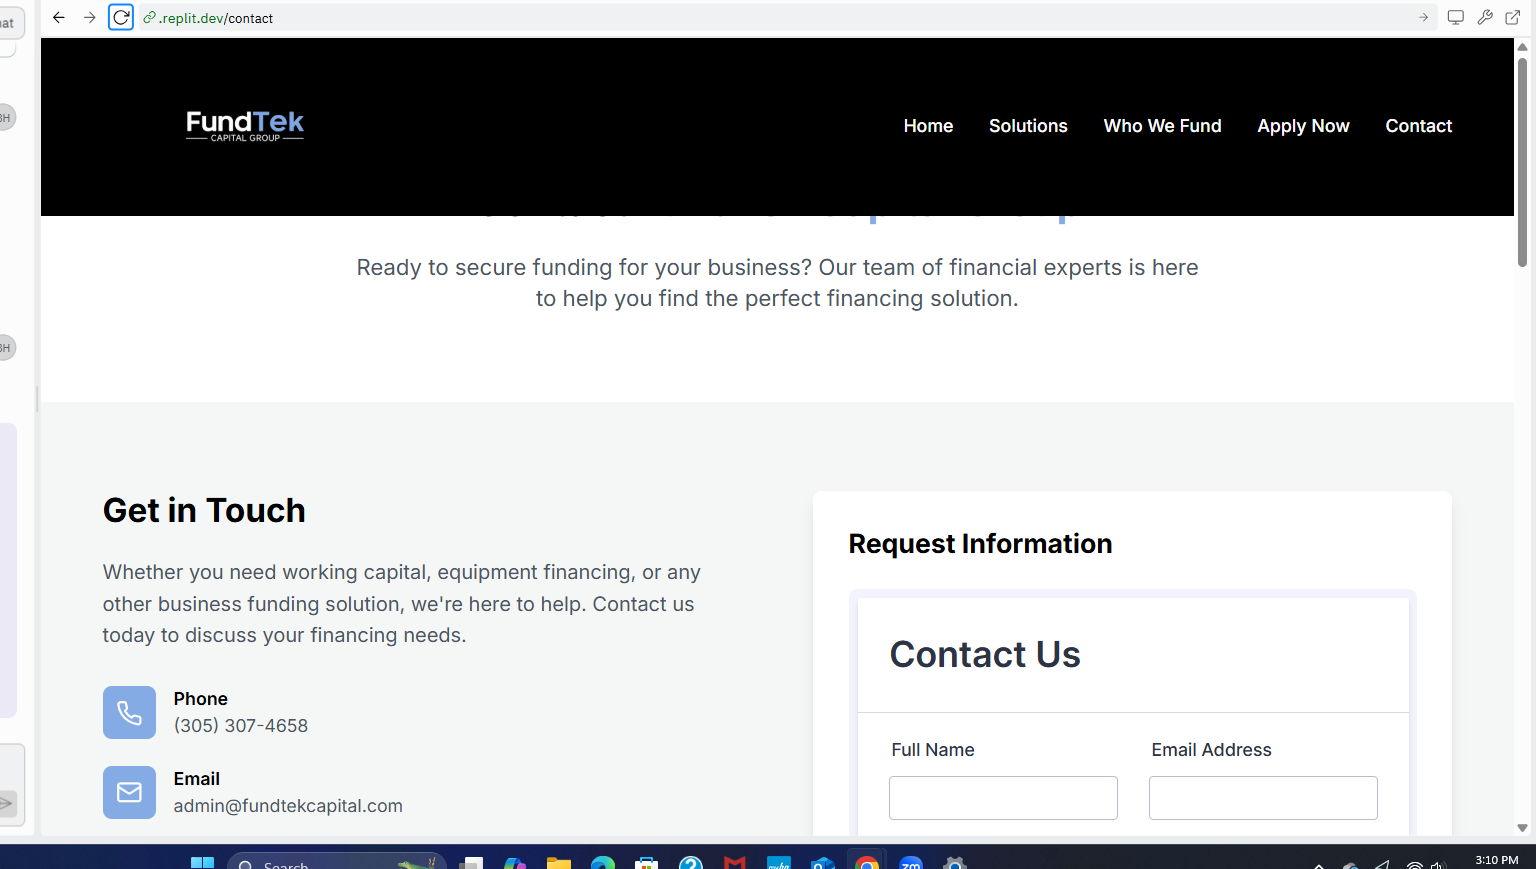 .replit.dev/contact
FundTek
CAPITAL GROUP
Home
Solutions
Who We Fund
Apply Now
Contact
Ready to secure funding for your business? Our team of financial experts is here
to help you find the perfect financing solution.
Get in Touch
Whether you need working capital, equipment financing, or any
other business funding solution, we're here to help. Contact us
today to discuss your financing needs.
Phone
(305) 307-4658
Email
admin@fundtekcapital.com
Request Information
Contact Us
Full Name
Email Address
Search
zm
3:10 PM